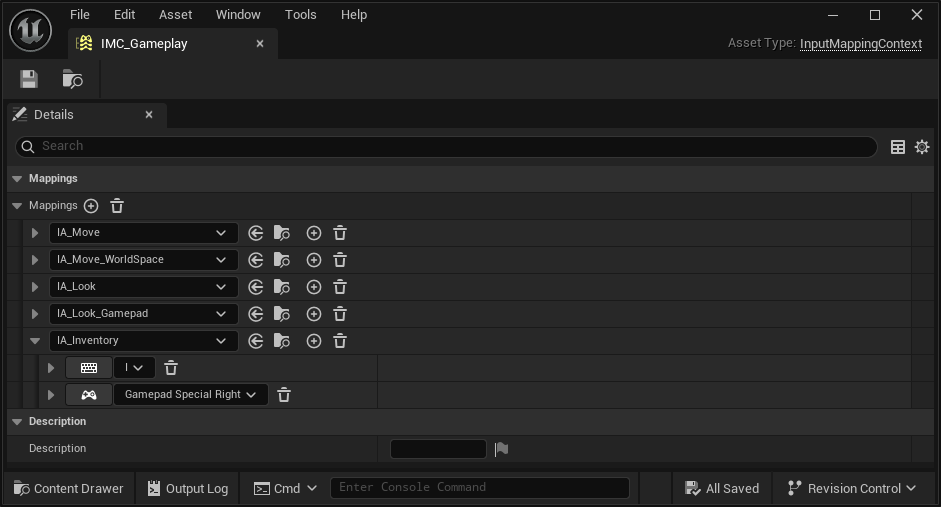 File Edit Asset Window Tools Help
IMC_Gameplay
Asset Type: InputMappingContext
Details
Search
Mappings
Mappings
IA_Move
IA_Move_WorldSpace
IA_Look
IA_Look_Gamepad
IA_Inventory
I
Gamepad Special Right
Description
Description
Content Drawer Output Log Cmd Enter Console Command All Saved Revision Control